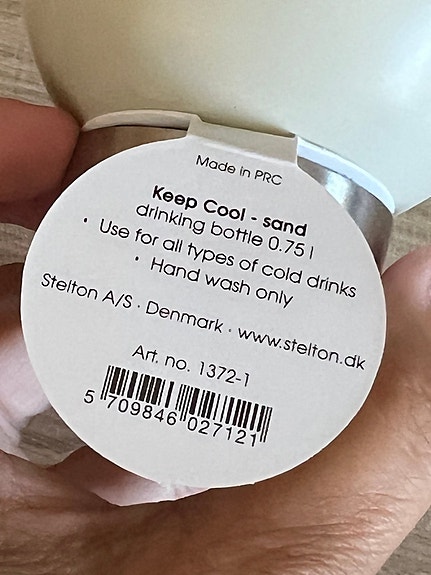 Made in PRC
Keep Cool - sand
drinking bottle 0.75 l
• Use for all types of cold drinks
• Hand wash only
Stelton A/S · Denmark · www.stelton.dk
Art. no. 1372-1
5 709846 027121